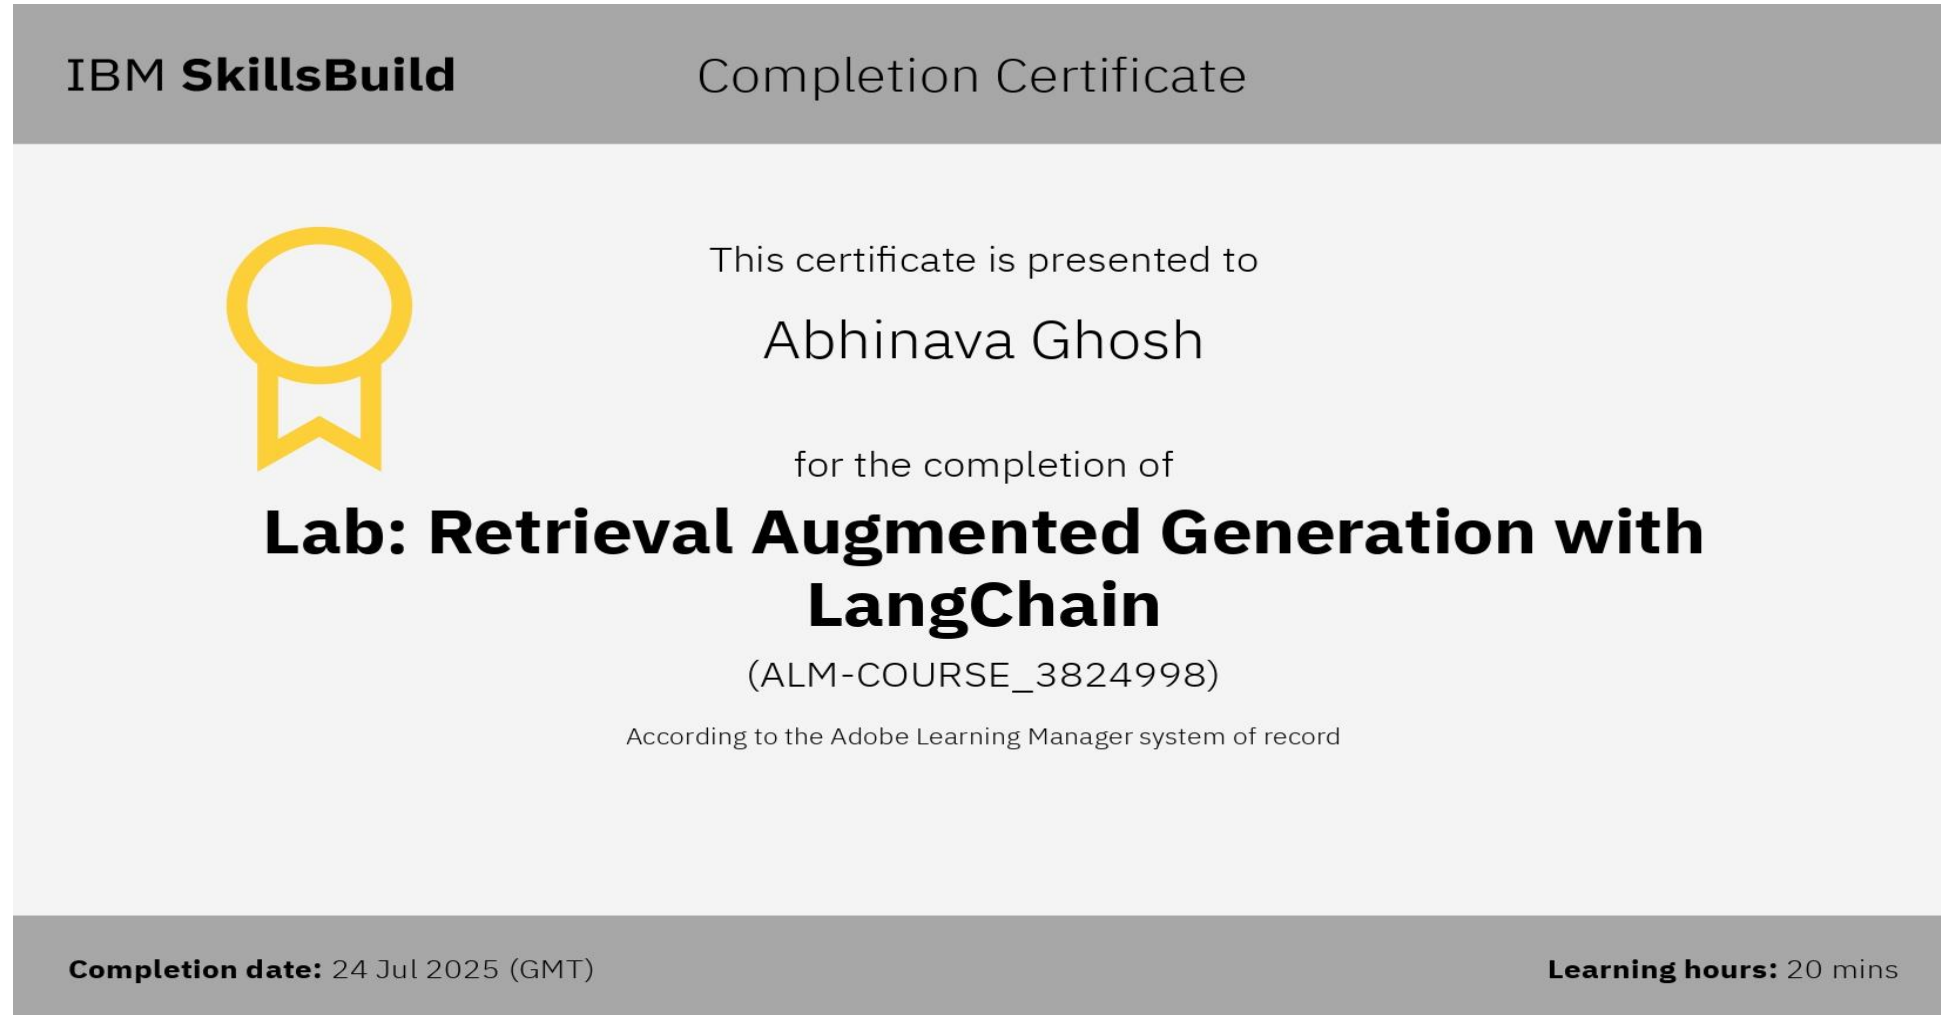 IBM SkillsBuild
Completion Certificate
This certificate is presented to
Abhinava Ghosh
for the completion of
Lab: Retrieval Augmented Generation with
LangChain
(ALM-COURSE_3824998)
According to the Adobe Learning Manager system of record
Completion date: 24 Jul 2025 (GMT)
Learning hours: 20 mins